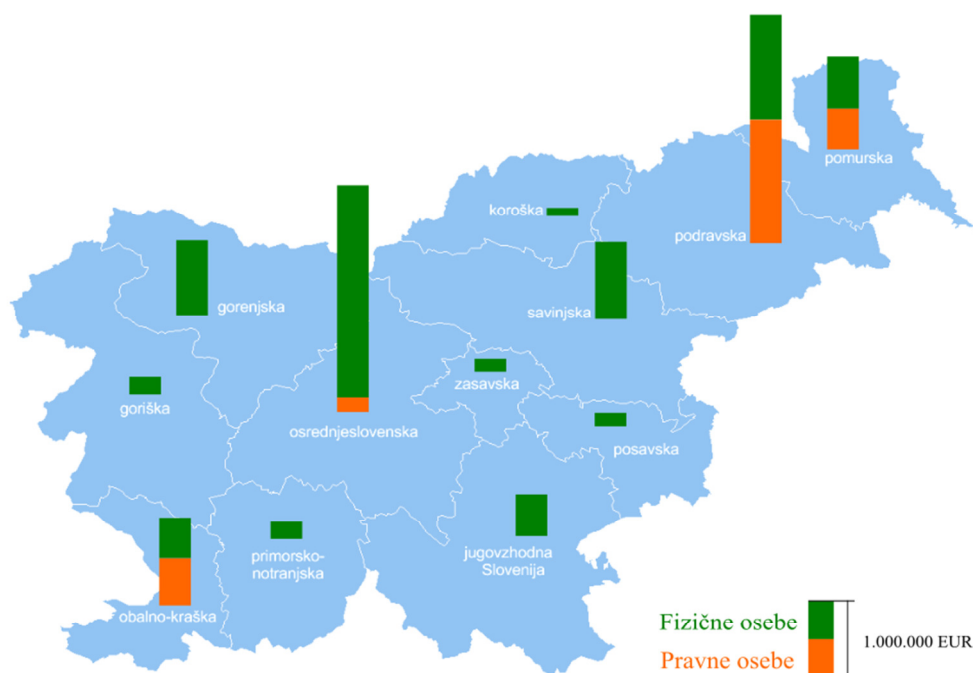 pomurska
koroška
podravska
gorenjska
savinjska
zasavska
goriška
osrednjeslovenska
posavska
primorsko-
notranjska
jugovzhodna
Slovenija
obalno-kraška
Fizične osebe
Pravne osebe
1.000.000 EUR